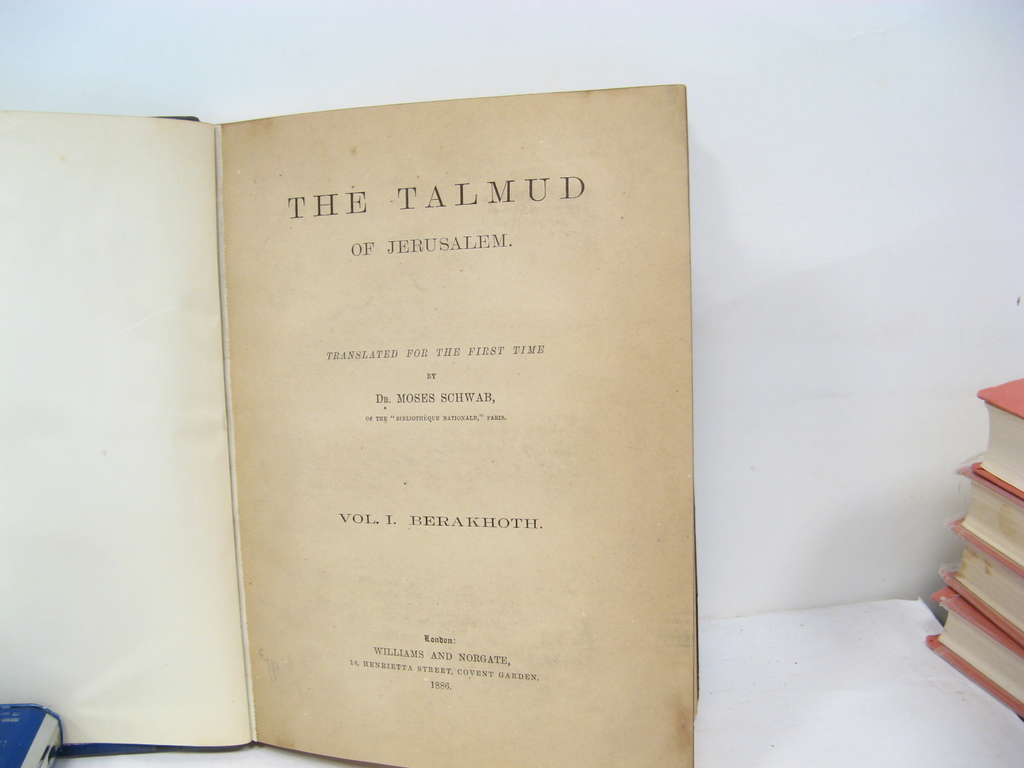 THE TALMUD
OF JERUSALEM.
TRANSLATED FOR THE FIRST TIME
BY
DR. MOSES SCHWAB,
OF THE "BIBLIOTHÈQUE NATIONALE," PARIS.
VOL. I. BERAKHOTH.
London:
WILLIAMS AND NORGATE,
14, HENRIETTA STREET, COVENT GARDEN.
1886.